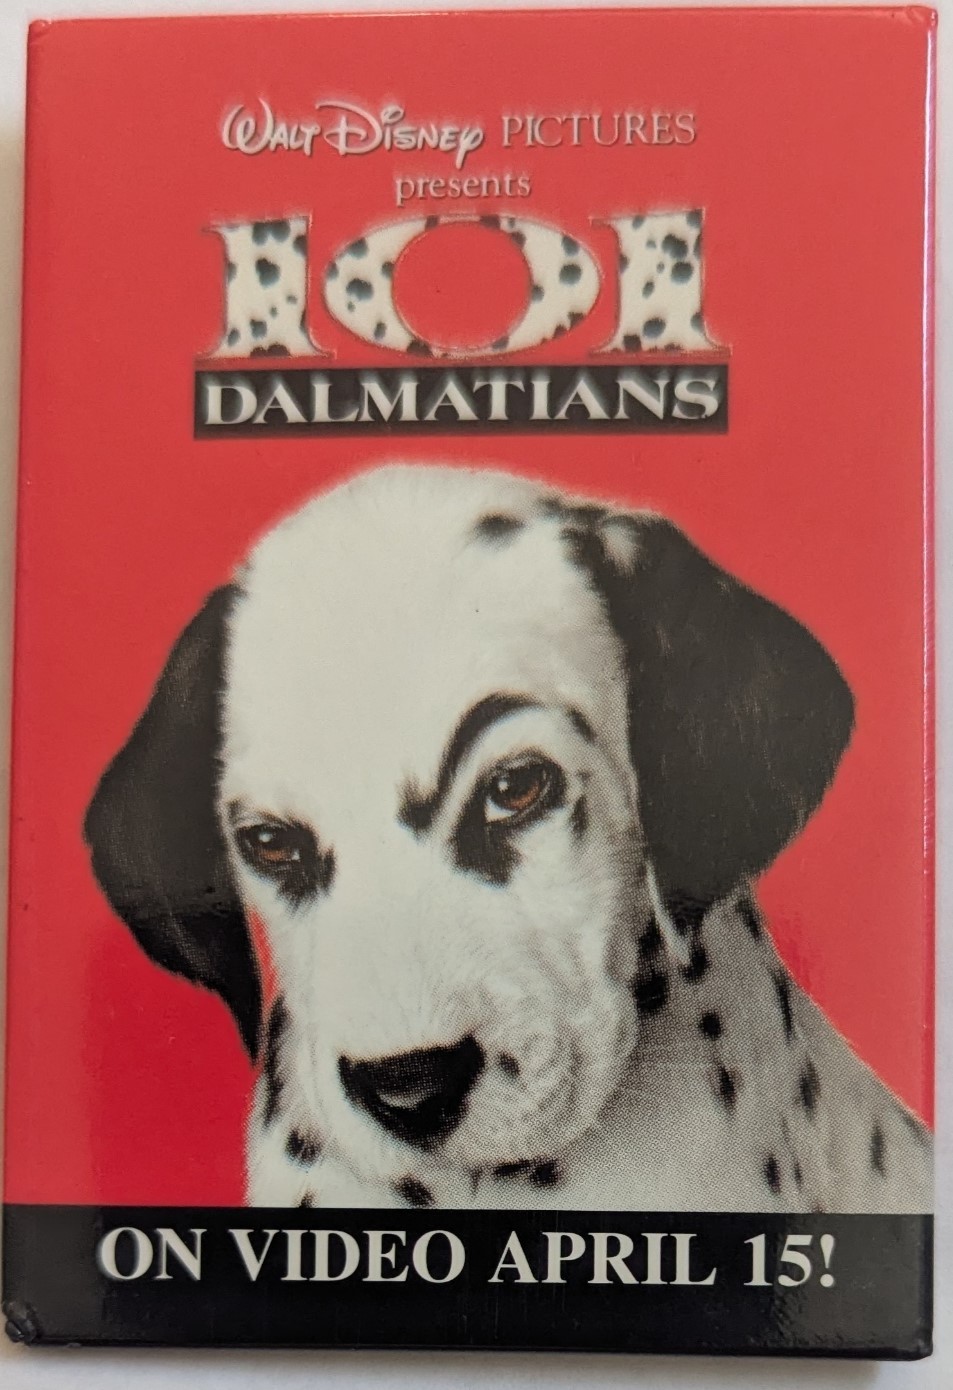 WALT DISNEY PICTURES
presents
101
DALMATIANS
ON VIDEO APRIL 15!